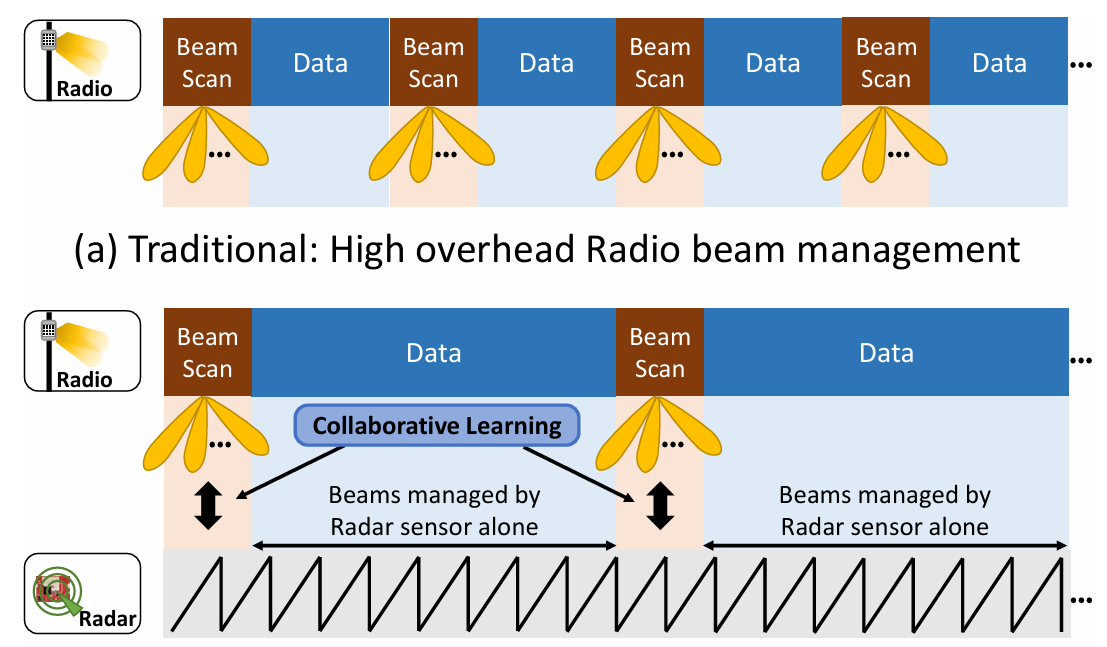 Radio
Beam
Scan
Data
Beam
Scan
Data
Beam
Scan
Data
Beam
Scan
Data
...
... ... ... ...
(a) Traditional: High overhead Radio beam management
Radio
Beam
Scan
Data
Beam
Scan
Data
...
Collaborative Learning
... ...
Beams managed by
Radar sensor alone
Beams managed by
Radar sensor alone
Radar
...